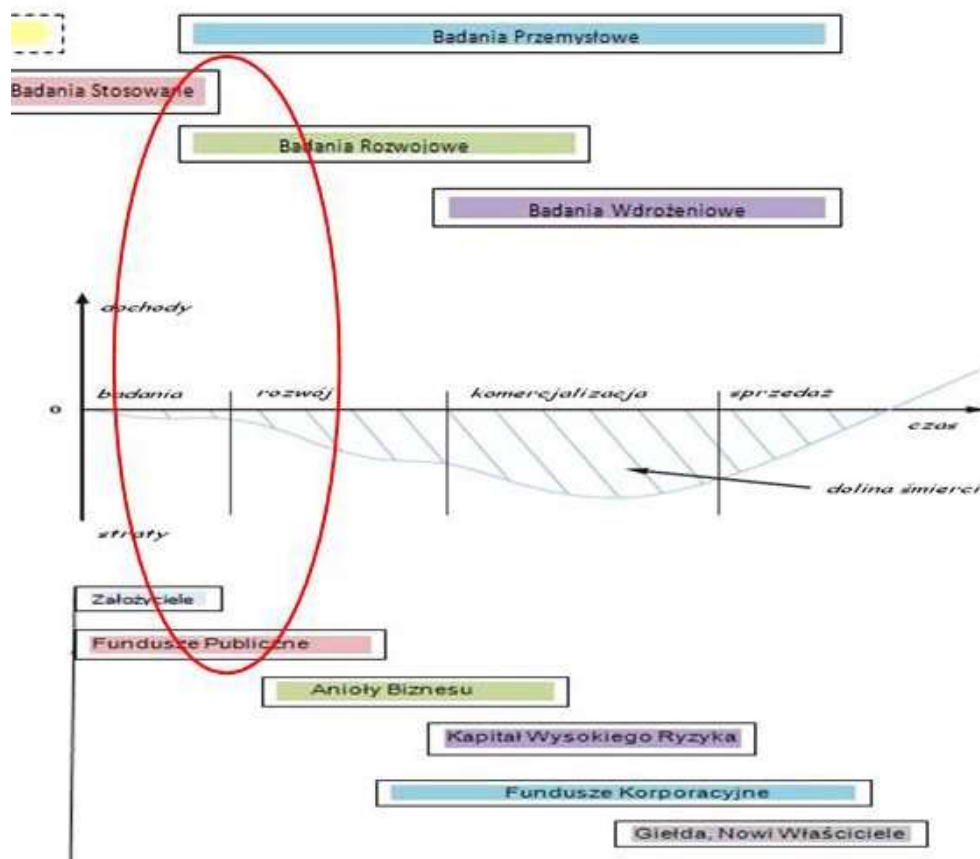 Badania Przemysłowe
Badania Stosowane
Badania Rozwojowe
Badania Wdrożeniowe
dochody
badania rozwój komercjalizacja sprzedaż
0
czas
dolina śmierci
straty
Założyciele
Fundusze Publiczne
Anioły Biznesu
Kapitał Wysokiego Ryzyka
Fundusze Korporacyjne
Giełda, Nowi Właściciele